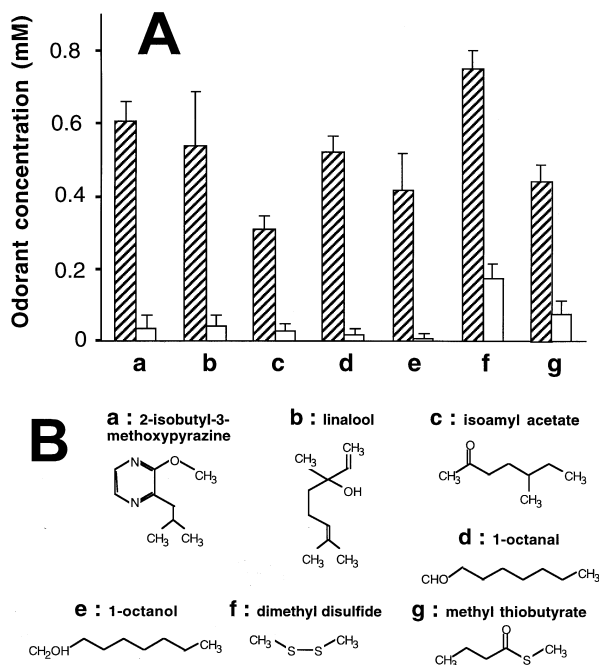 A
Odorant concentration (mM)
0.8
0.6
0.4
0.2
0
a b c d e f g
B
a : 2-isobutyl-3-
methoxypyrazine
N
O
CH₃
N
CH₃ CH₃
b : linalool
CH₃ CH₂
OH
CH₃ CH₃
c : isoamyl acetate
O
CH₃ CH₃
CH₃
d : 1-octanal
CHO CH₃
e : 1-octanol
CH₂OH CH₃
f : dimethyl disulfide
CH₃ S S CH₃
g : methyl thiobutyrate
O
CH₃ S CH₃